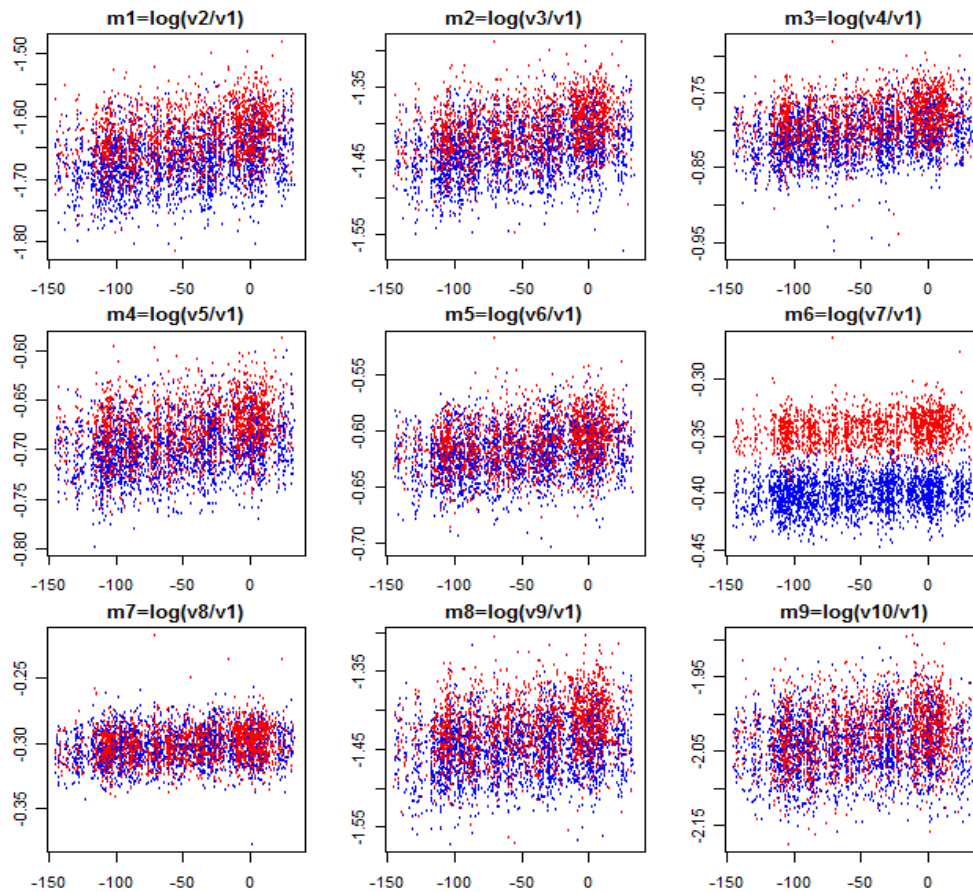 m1=log(v2/v1) m2=log(v3/v1) m3=log(v4/v1)
-1.50 -1.60 -1.70 -1.80
-1.35 -1.45 -1.55
-0.75 -0.85 -0.95
-150 -100 -50 0 -150 -100 -50 0 -150 -100 -50 0
m4=log(v5/v1) m5=log(v6/v1) m6=log(v7/v1)
-0.60 -0.65 -0.70 -0.75 -0.80
-0.55 -0.60 -0.65 -0.70
-0.30 -0.35 -0.40 -0.45
-150 -100 -50 0 -150 -100 -50 0 -150 -100 -50 0
m7=log(v8/v1) m8=log(v9/v1) m9=log(v10/v1)
-0.25 -0.30 -0.35
-1.35 -1.45 -1.55
-1.95 -2.05 -2.15
-150 -100 -50 0 -150 -100 -50 0 -150 -100 -50 0